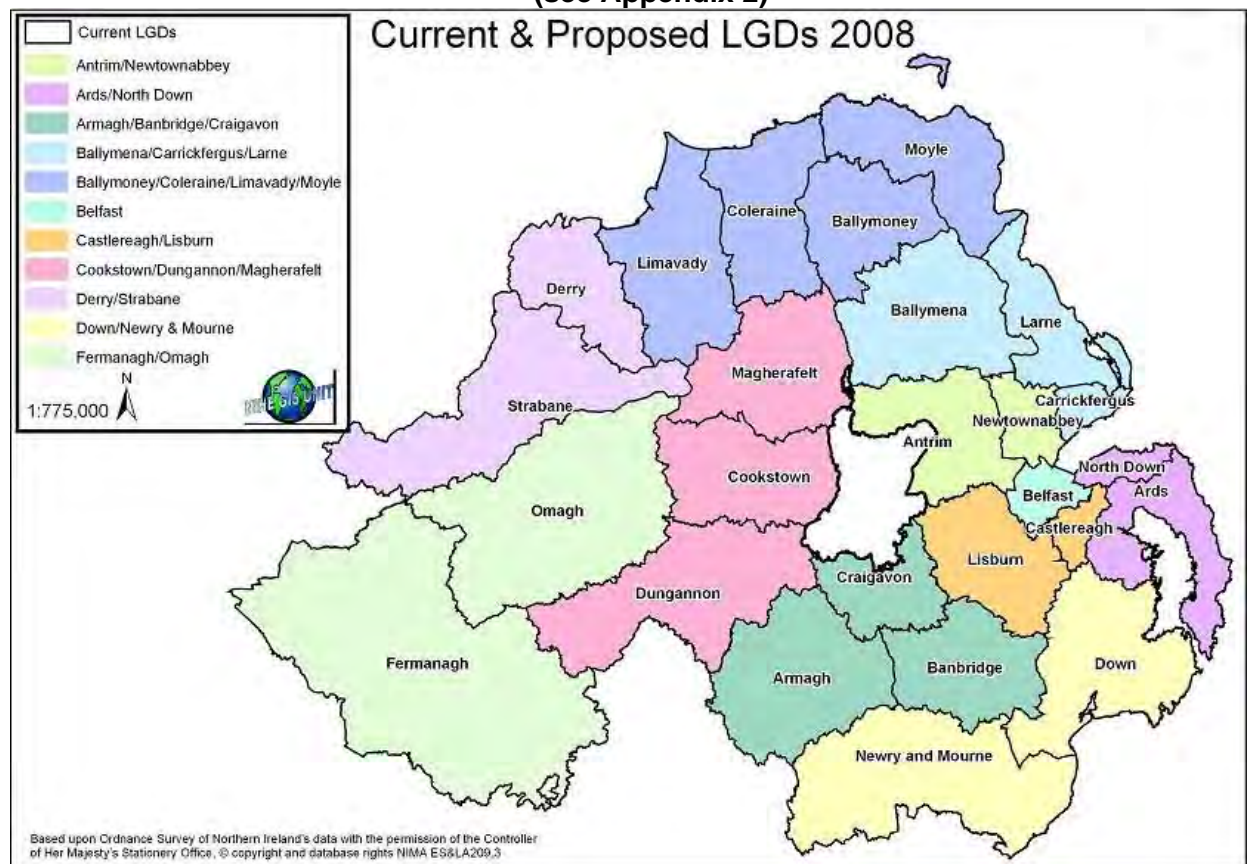 (See Appendix 2)
Current & Proposed LGDs 2008
Current LGDs
Antrim/Newtownabbey
Ards/North Down
Armagh/Banbridge/Craigavon
Ballymena/Carrickfergus/Larne
Ballymoney/Coleraine/Limavady/Moyle
Belfast
Castlereagh/Lisburn
Cookstown/Dungannon/Magherafelt
Derry/Strabane
Down/Newry & Mourne
Fermanagh/Omagh
N
1:775,000
Moyle
Coleraine
Ballymoney
Limavady
Derry
Ballymena
Larne
Magherafelt
Strabane
Carrickfergus
Newtownabbey
Antrim
North Down
Cookstown
Ards
Belfast
Omagh
Castlereagh
Lisburn
Craigavon
Dungannon
Fermanagh
Down
Banbridge
Armagh
Newry and Mourne
Based upon Ordnance Survey of Northern Ireland's data with the permission of the Controller
of Her Majesty's Stationery Office, © copyright and database rights NIMA ES&LA209.3